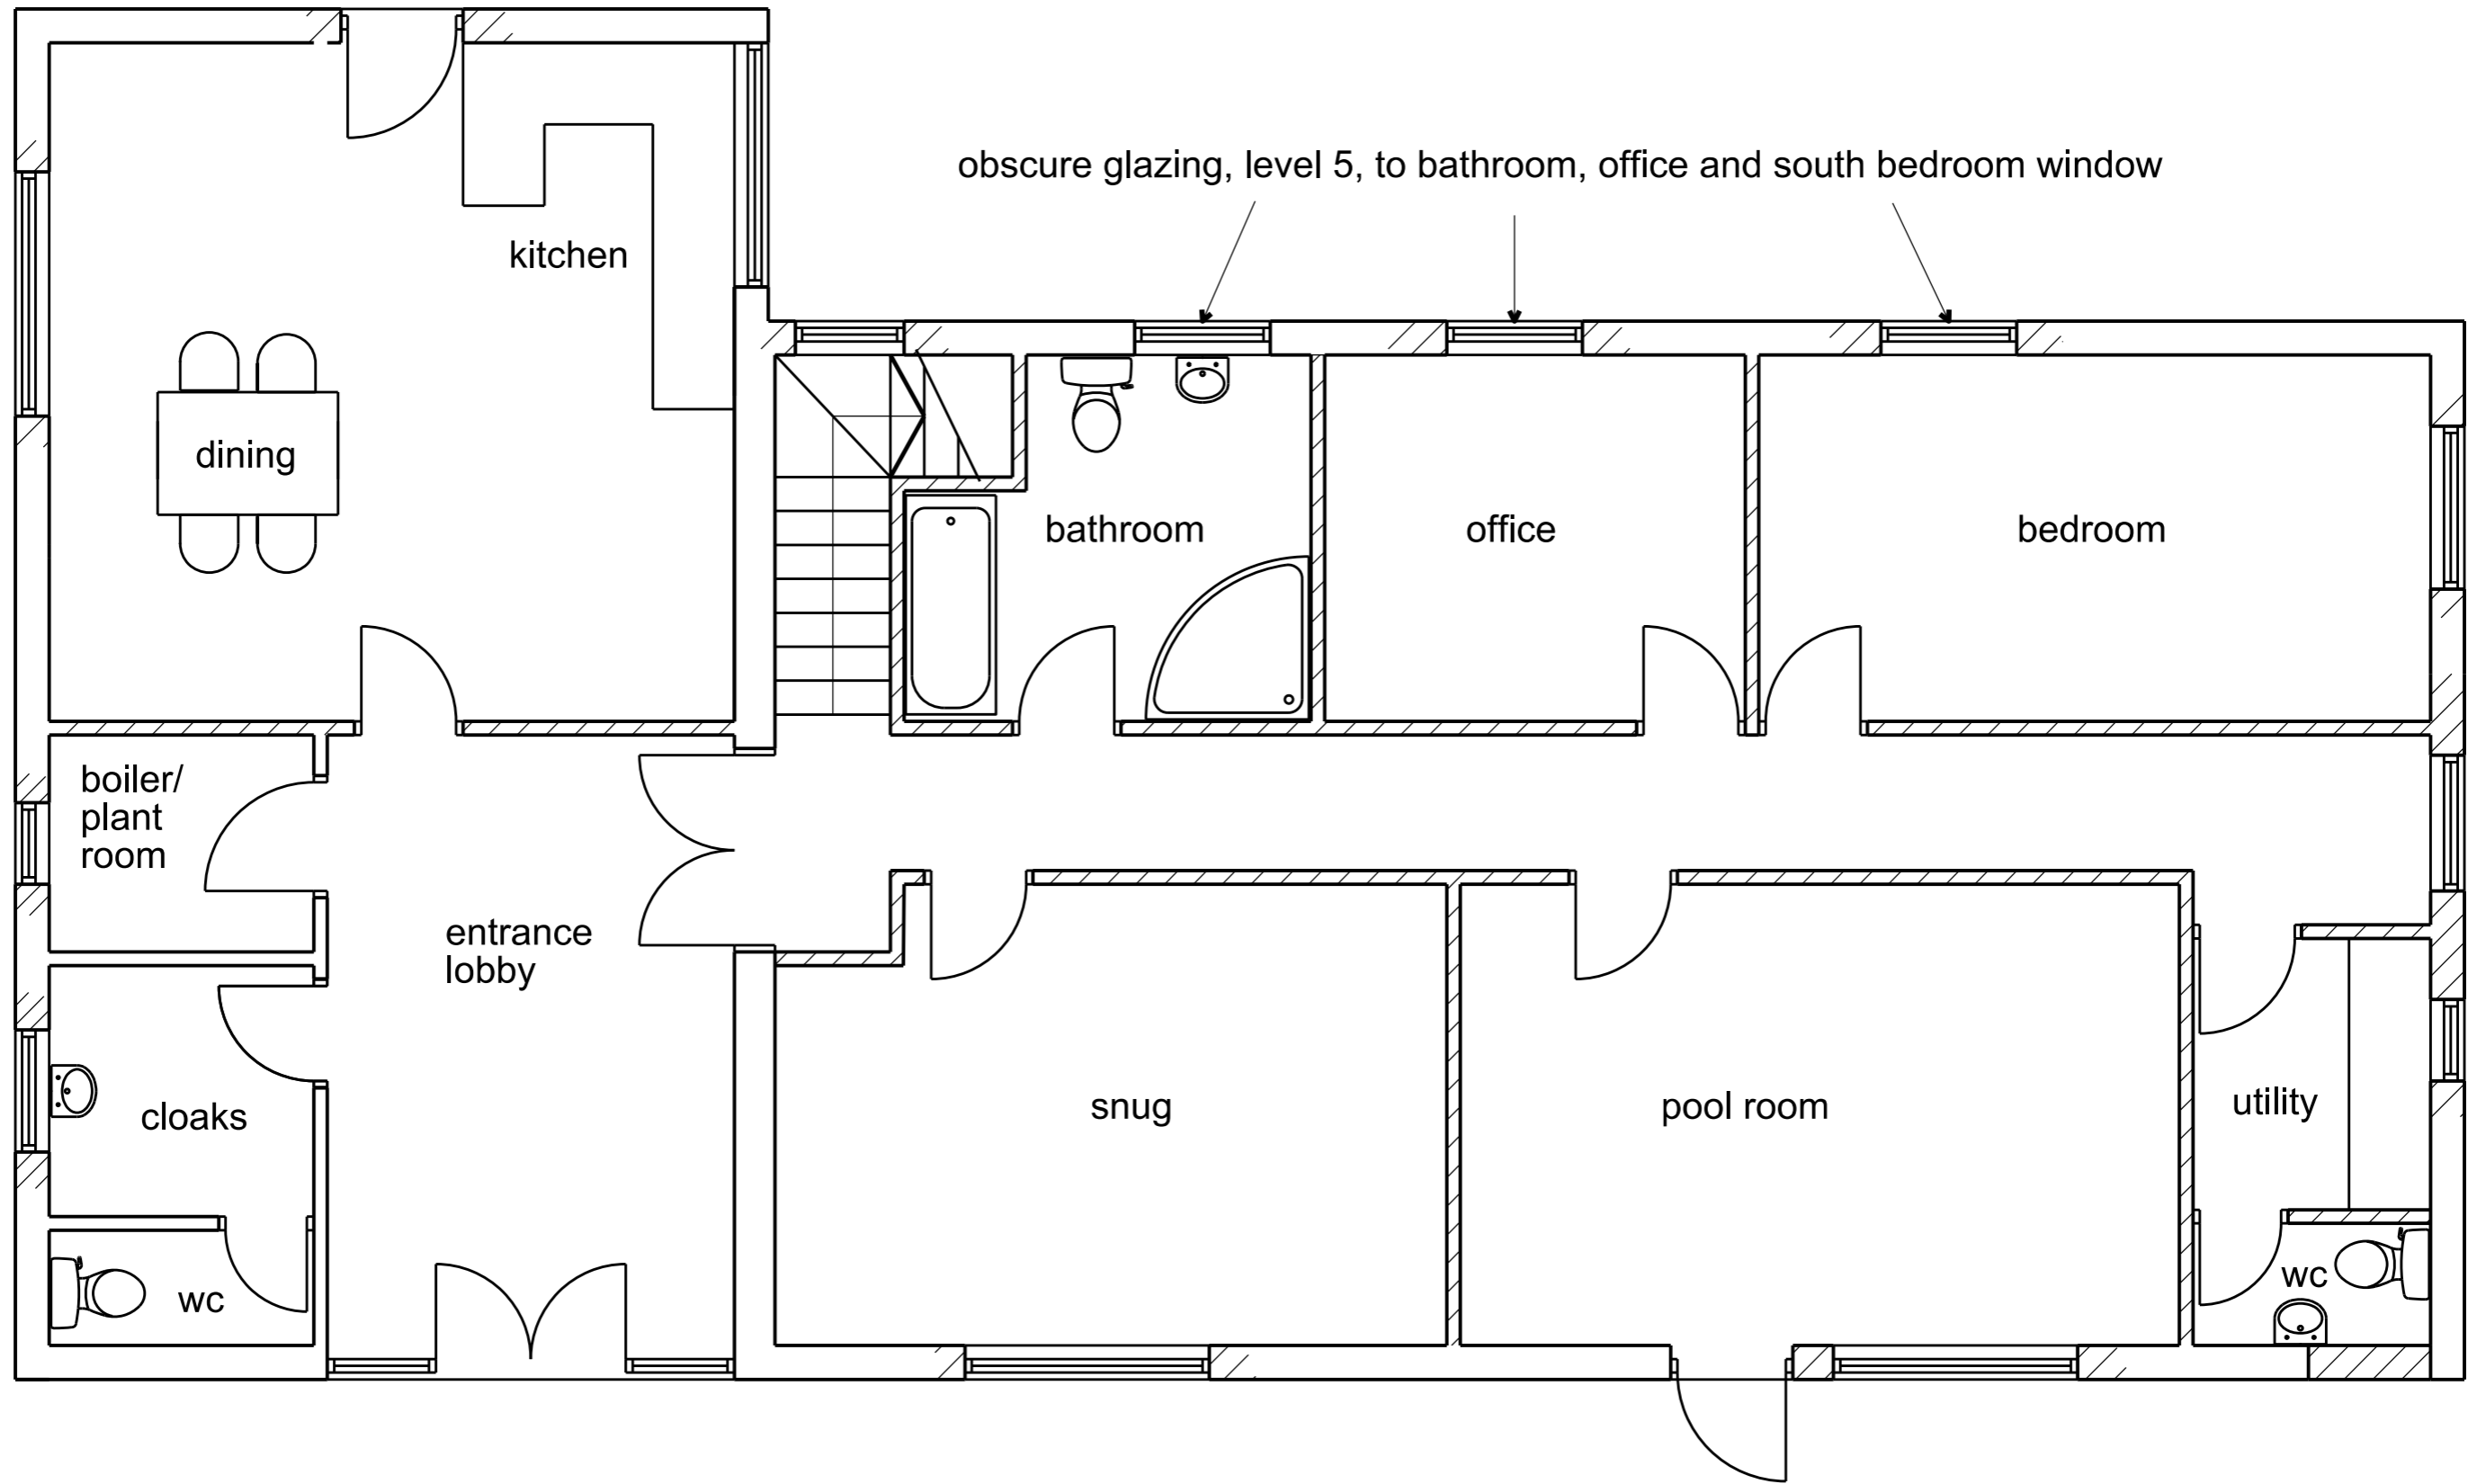 obscure glazing, level 5, to bathroom, office and south bedroom window
kitchen
dining
bathroom
office
bedroom
boiler/
plant
room
entrance
lobby
cloaks
snug
pool room
utility
wc
wc